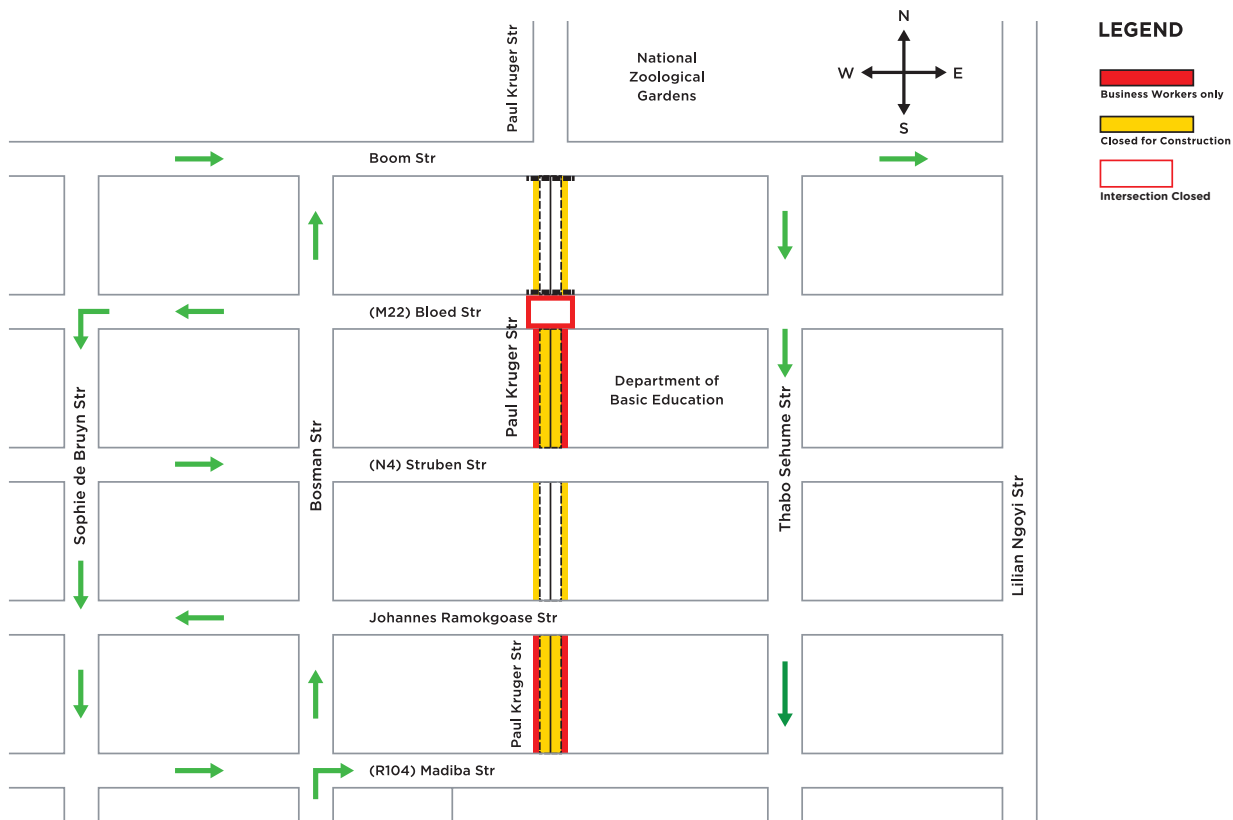 Paul Kruger Str
National
Zoological
Gardens
N
W
E
S
LEGEND
Business Workers only
Closed for Construction
Intersection Closed
Boom Str
(M22) Bloed Str
Paul Kruger Str
Department of
Basic Education
Sophie de Bruyn Str
Bosman Str
(N4) Struben Str
Thabo Sehume Str
Lilian Ngoyi Str
Johannes Ramokgoase Str
Paul Kruger Str
(R104) Madiba Str